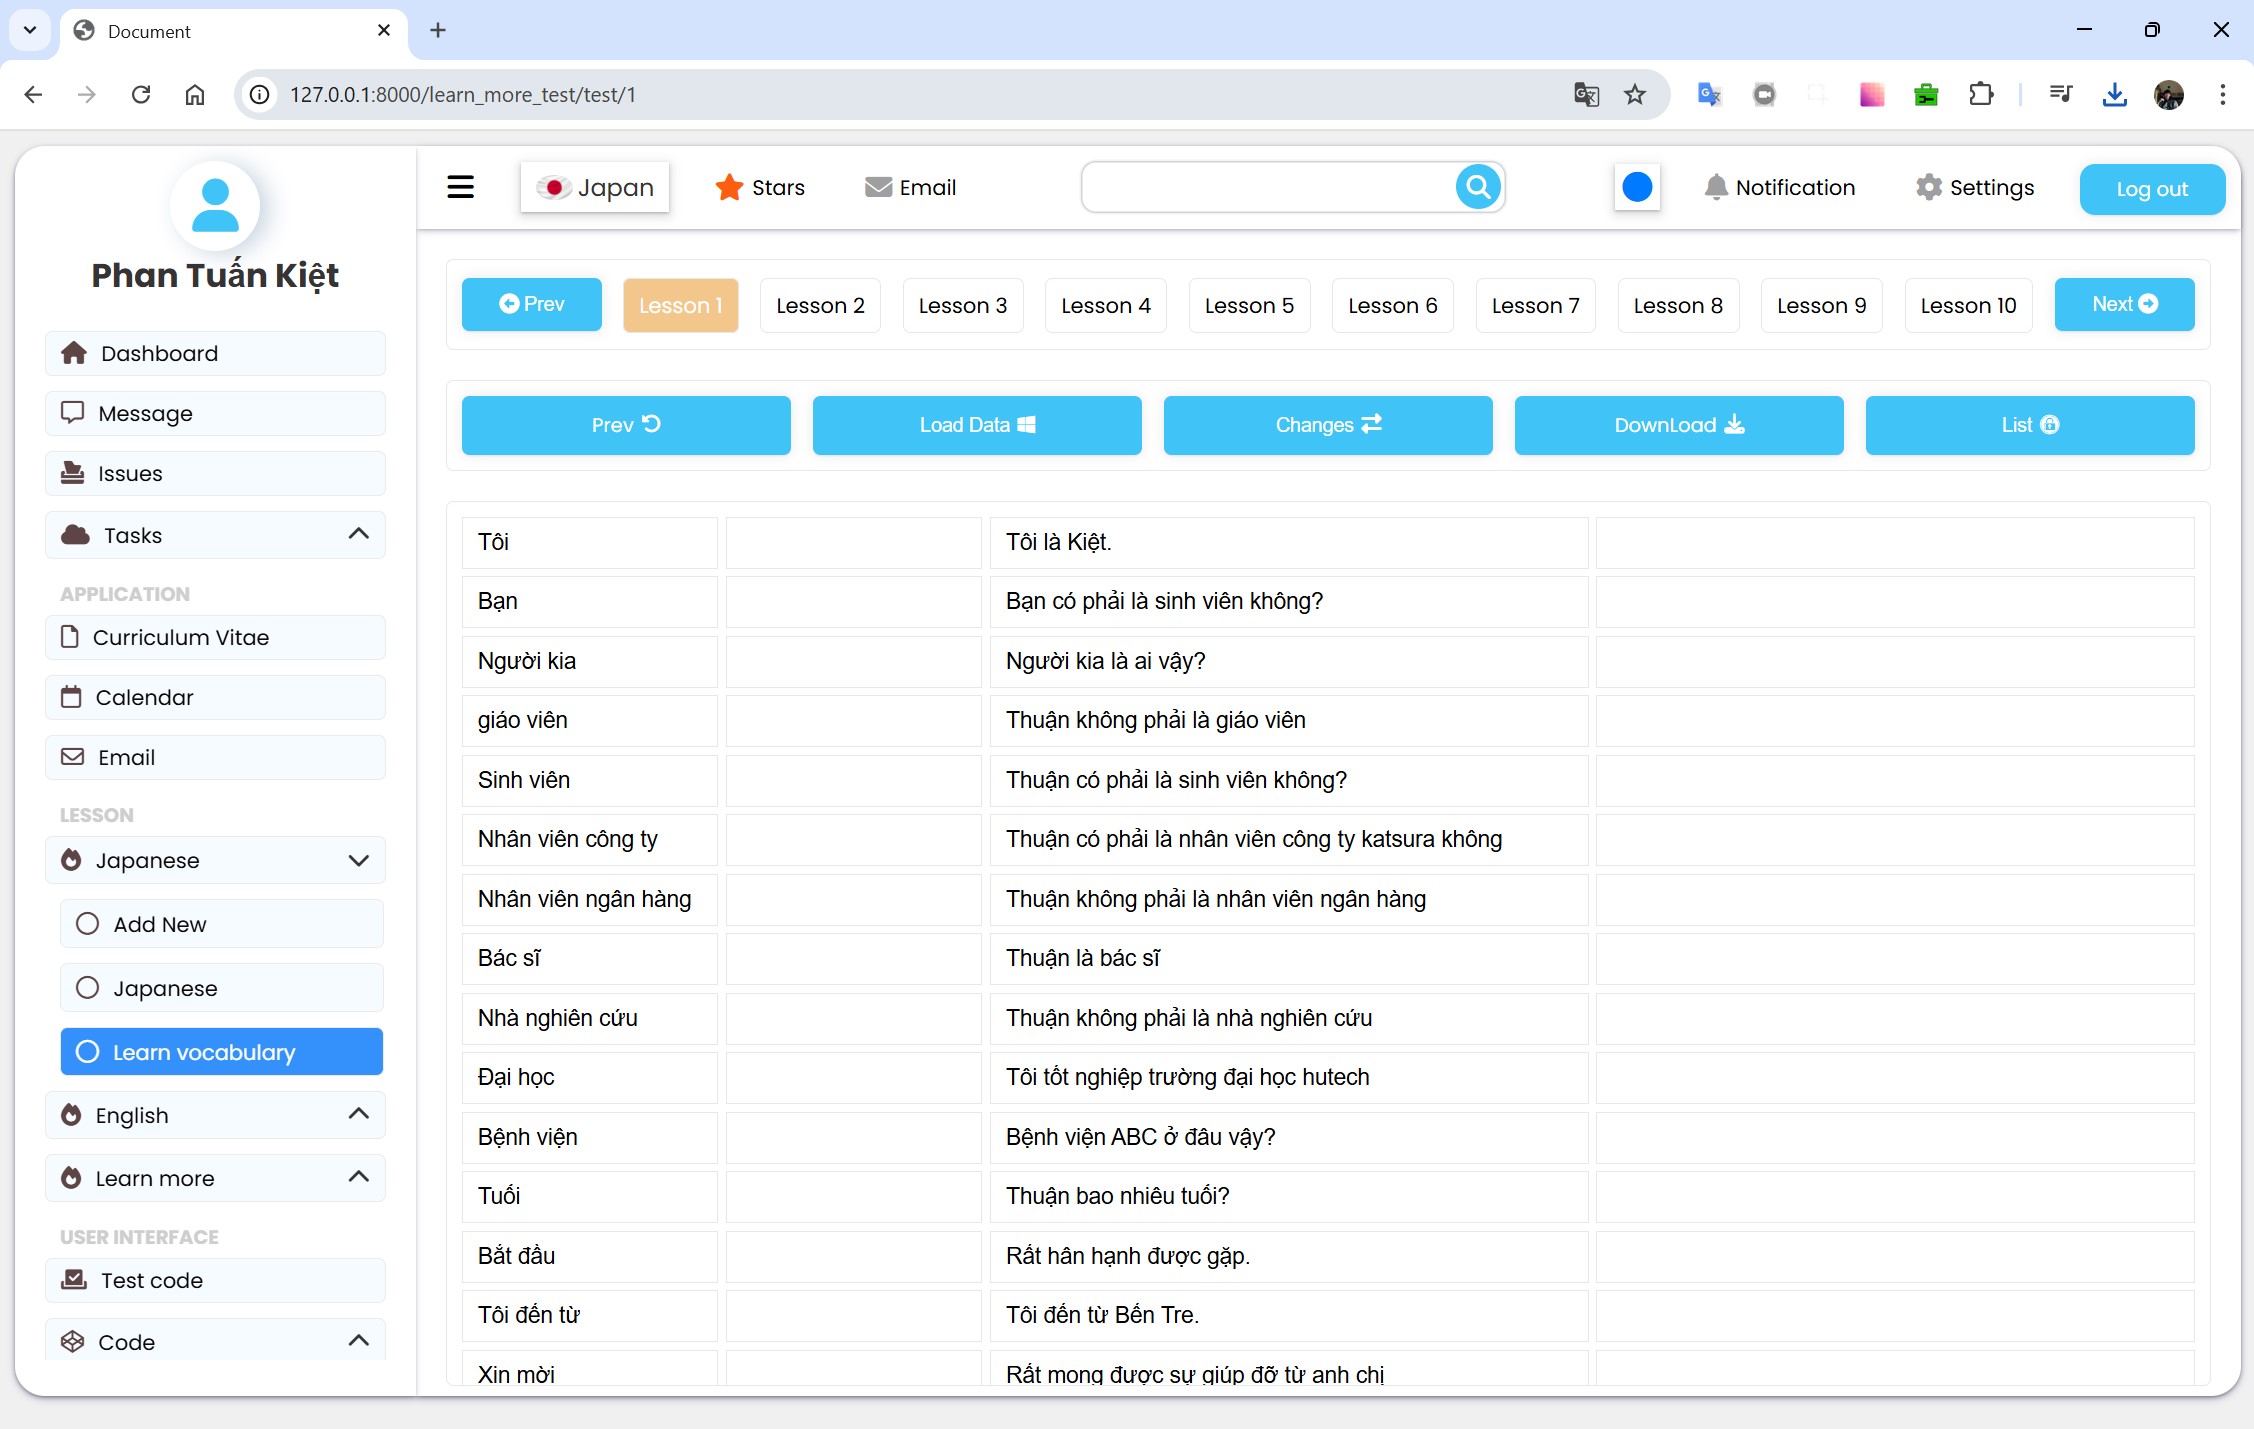 Document
127.0.0.1:8000/learn_more_test/test/1
Phan Tuấn Kiệt
Dashboard
Message
Issues
Tasks
APPLICATION
Curriculum Vitae
Calendar
Email
LESSON
Japanese
Add New
Japanese
Learn vocabulary
English
Learn more
USER INTERFACE
Test code
Code
Japan Stars Email Notification Settings Log out
Prev Lesson 1 Lesson 2 Lesson 3 Lesson 4 Lesson 5 Lesson 6 Lesson 7 Lesson 8 Lesson 9 Lesson 10 Next
Prev Load Data Changes DownLoad List
Tôi Tôi là Kiệt.
Bạn Bạn có phải là sinh viên không?
Người kia Người kia là ai vậy?
giáo viên Thuận không phải là giáo viên
Sinh viên Thuận có phải là sinh viên không?
Nhân viên công ty Thuận có phải là nhân viên công ty katsura không
Nhân viên ngân hàng Thuận không phải là nhân viên ngân hàng
Bác sĩ Thuận là bác sĩ
Nhà nghiên cứu Thuận không phải là nhà nghiên cứu
Đại học Tôi tốt nghiệp trường đại học hutech
Bệnh viện Bệnh viện ABC ở đâu vậy?
Tuổi Thuận bao nhiêu tuổi?
Bắt đầu Rất hân hạnh được gặp.
Tôi đến từ Tôi đến từ Bến Tre.
Xin mời Rất mong được sự giúp đỡ từ anh chị